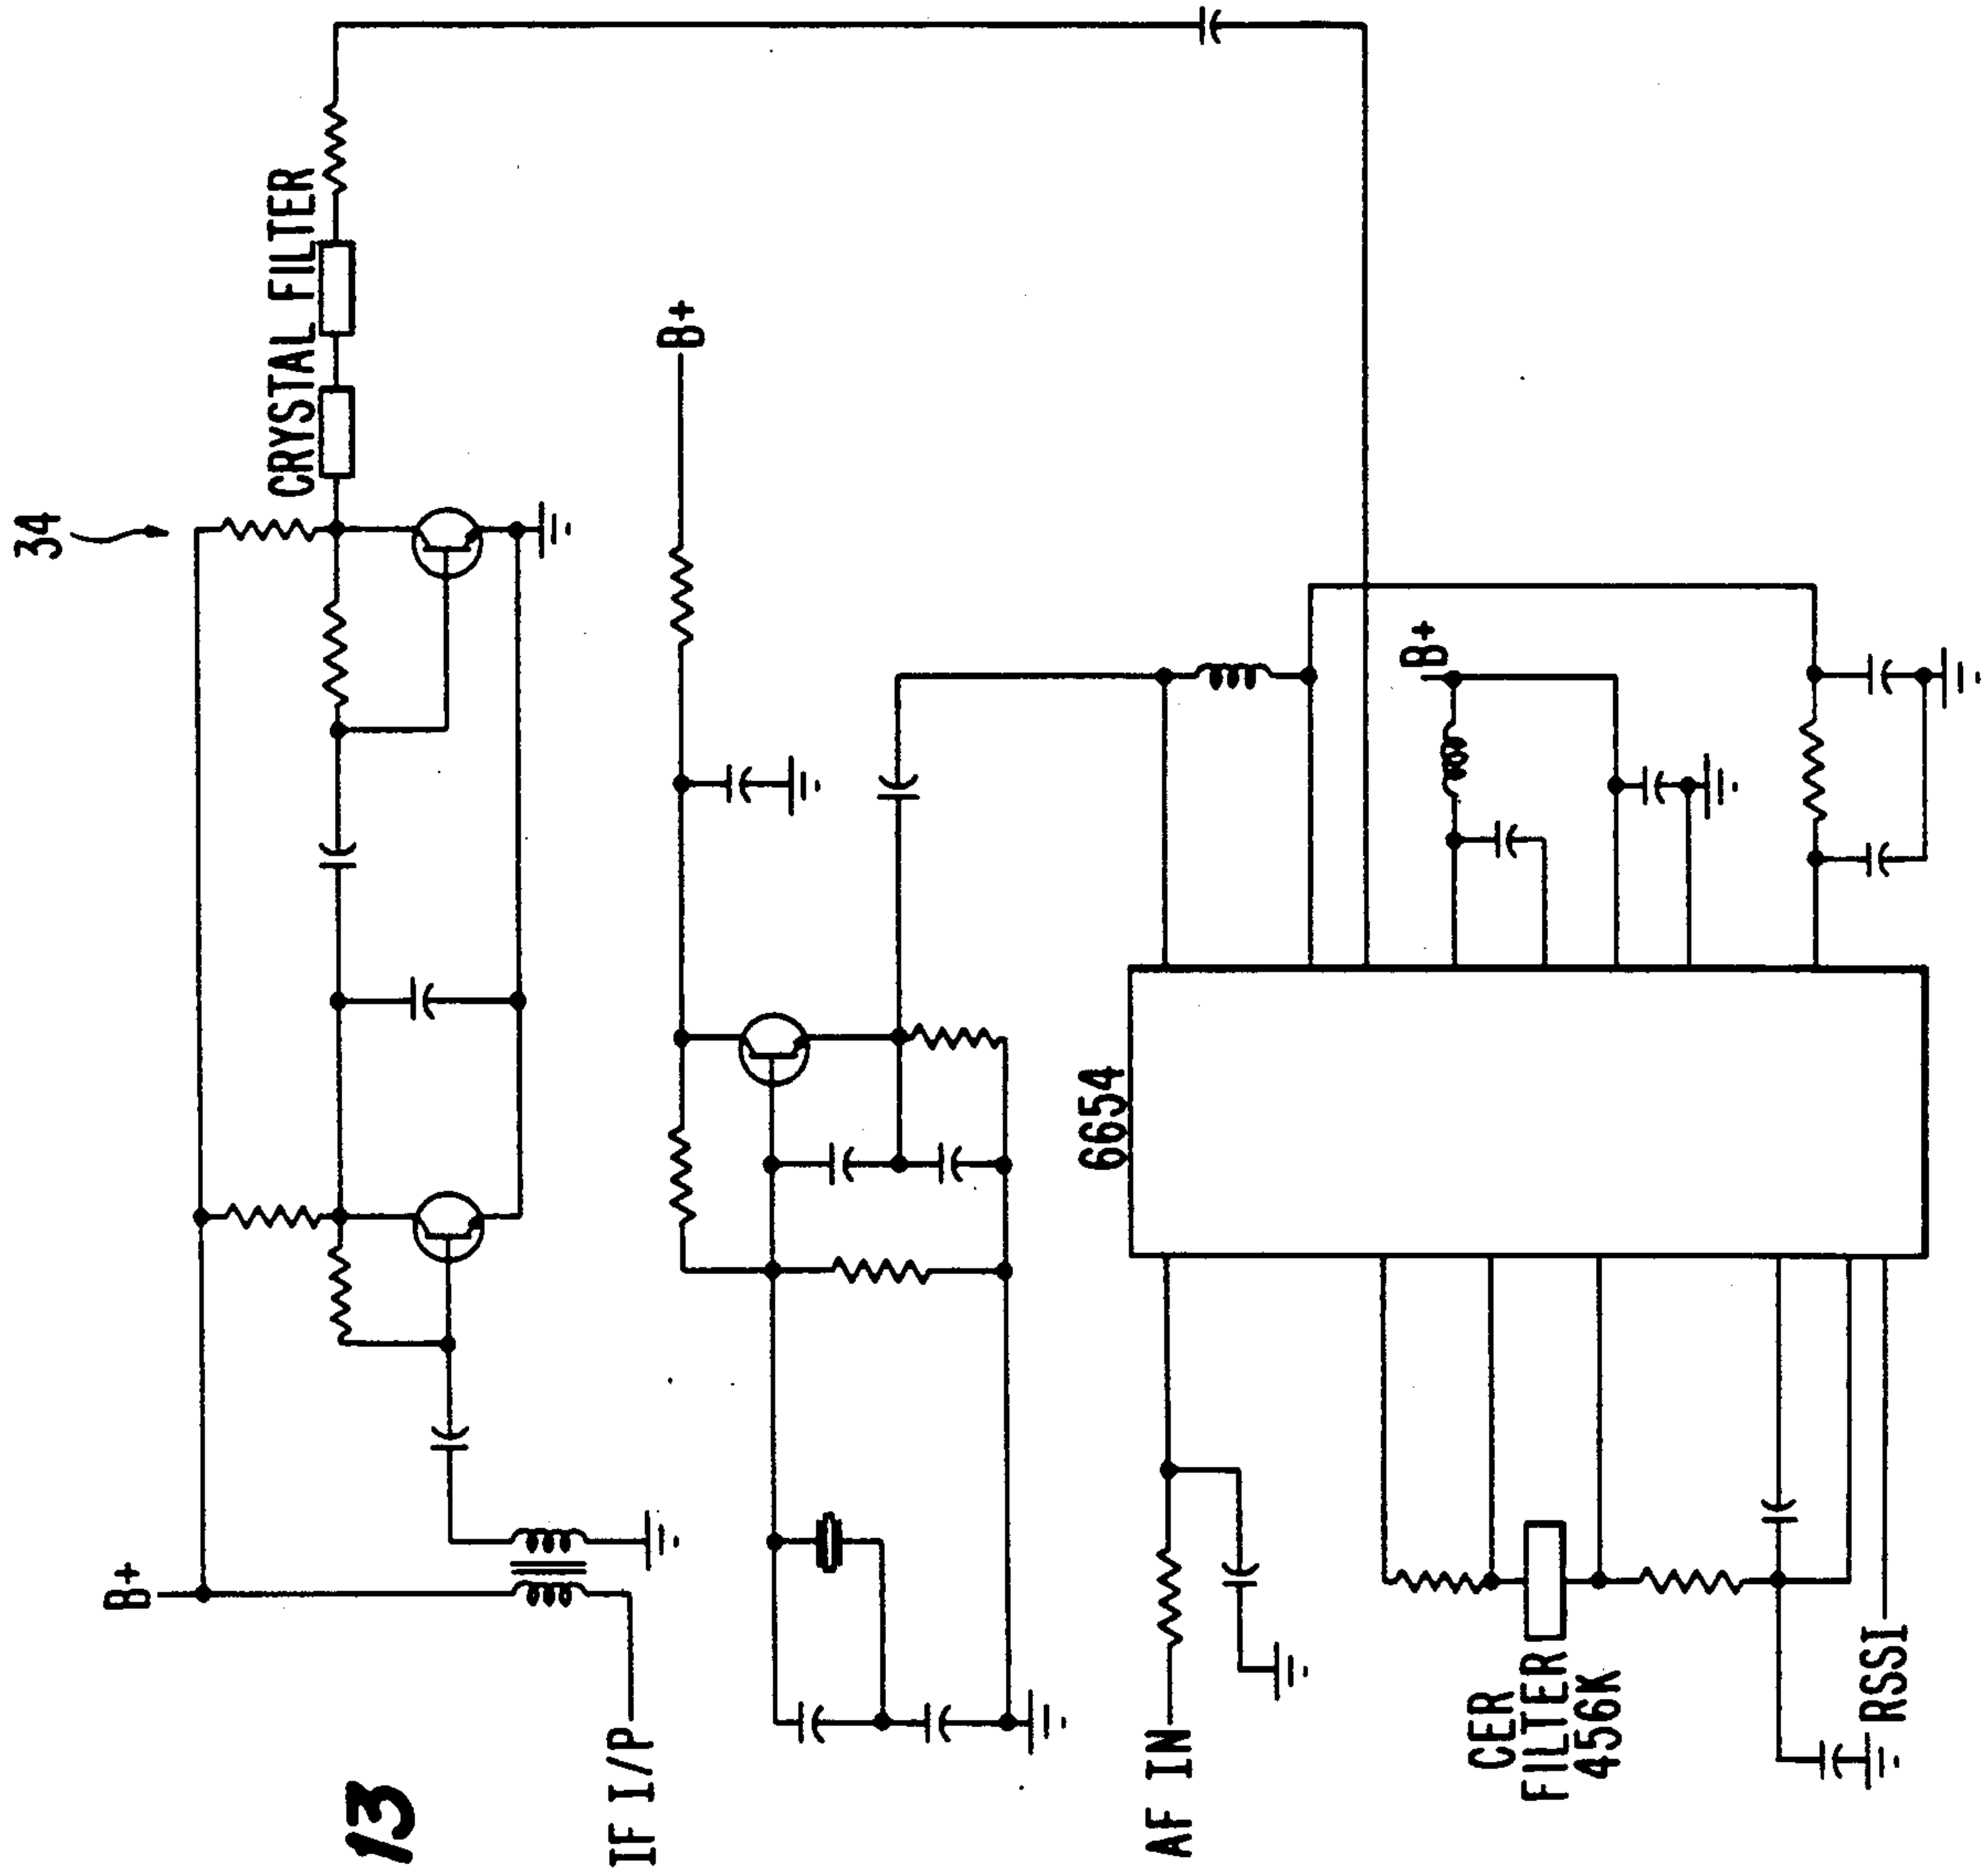 34
CRYSTAL FILTER
B+
B+
IF I/P
13
6654
B+
AF IN
CER
FILTER
456K
RSSI